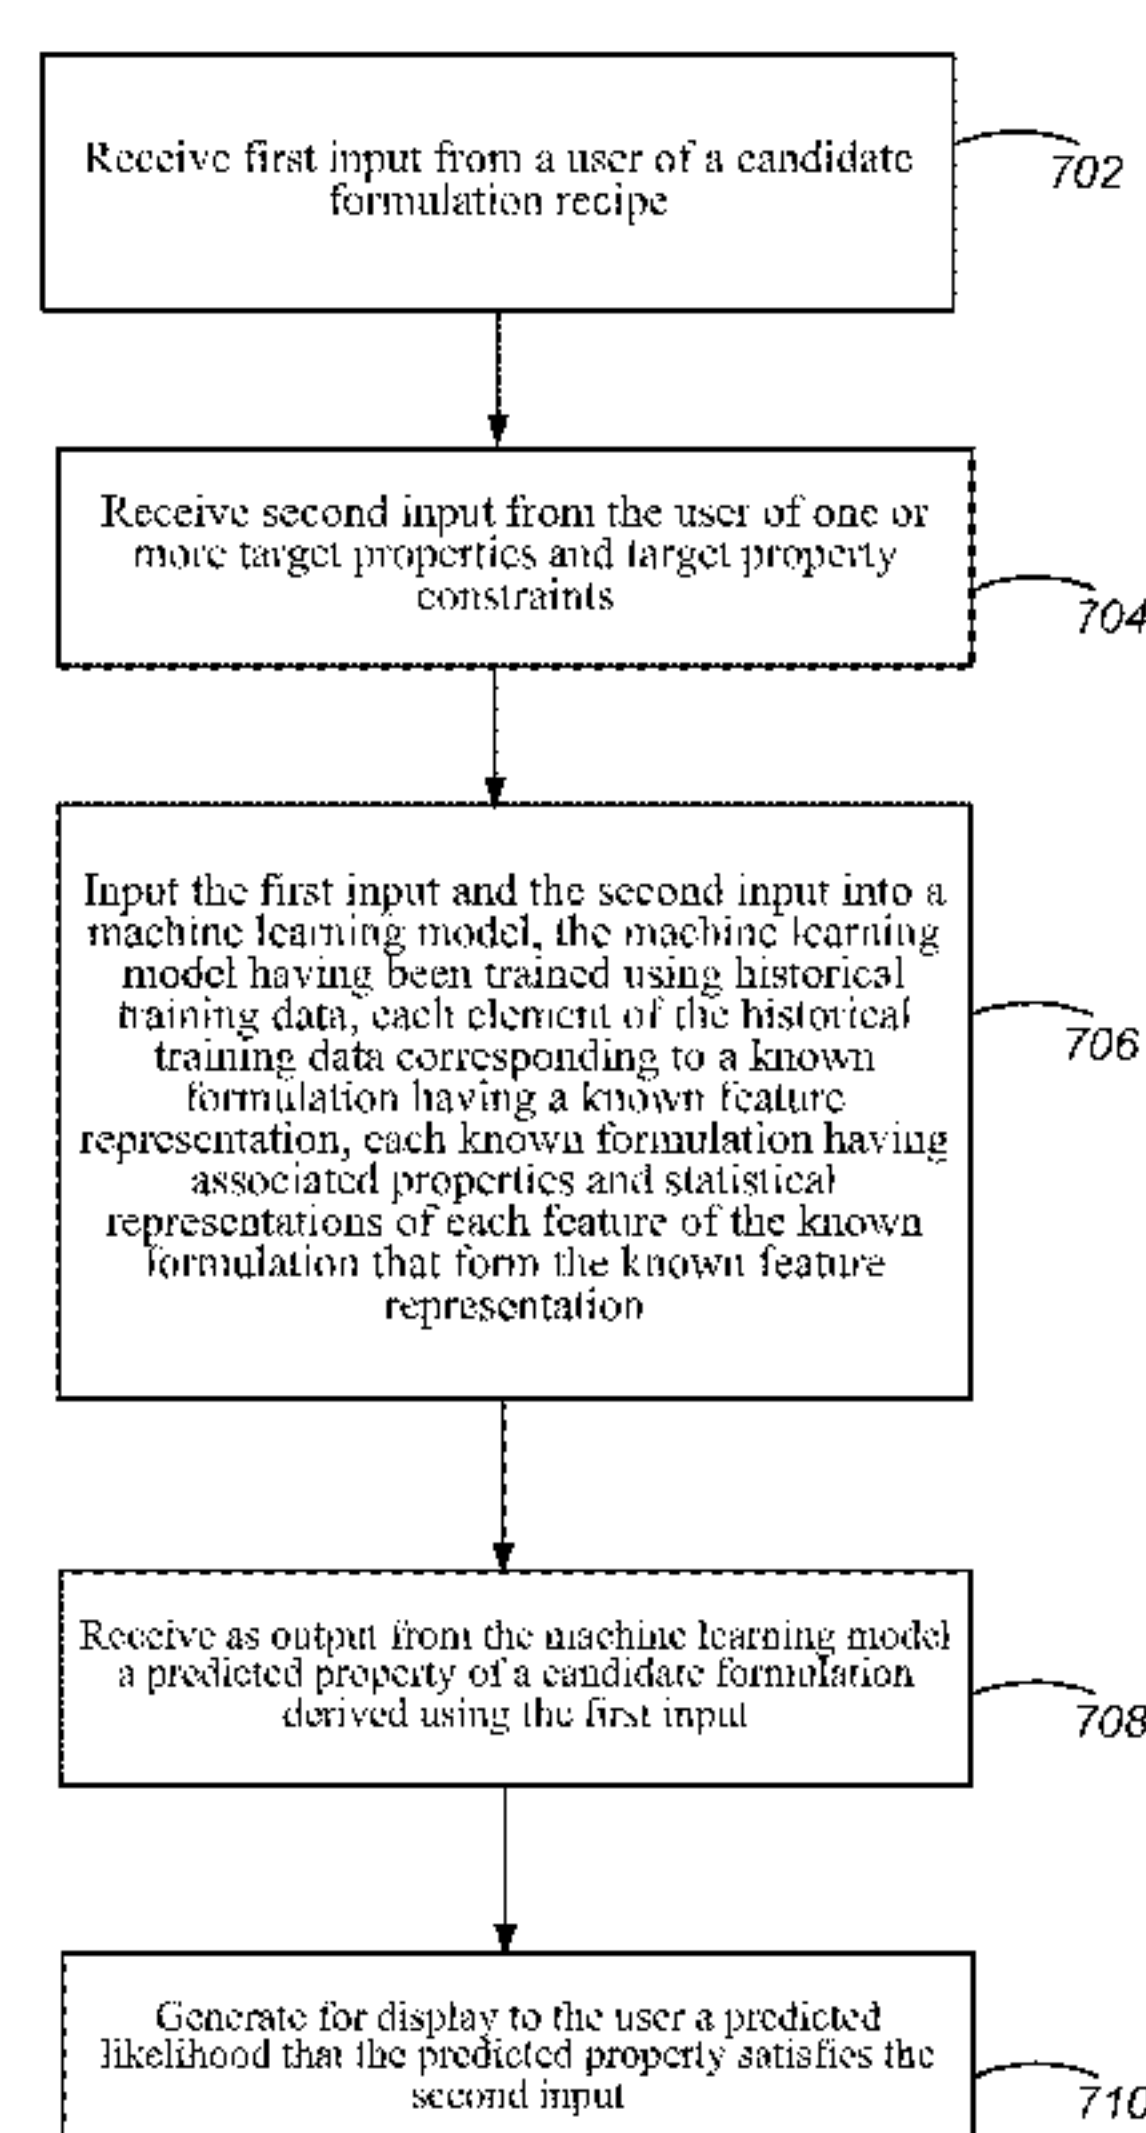 Receive first input from a user of a candidate
formulation recipe
702
Receive second input from the user of one or
more target properties and target property
constraints
704
Input the first input and the second input into a
machine learning model, the machine learning
model having been trained using historical
training data, each element of the historical
training data corresponding to a known
formulation having a known feature
representation, each known formulation having
associated properties and statistical
representations of each feature of the known
formulation that form the known feature
representation
706
Receive as output from the machine learning model
a predicted property of a candidate formulation
derived using the first input
708
Generate for display to the user a predicted
likelihood that the predicted property satisfies the
second input
710